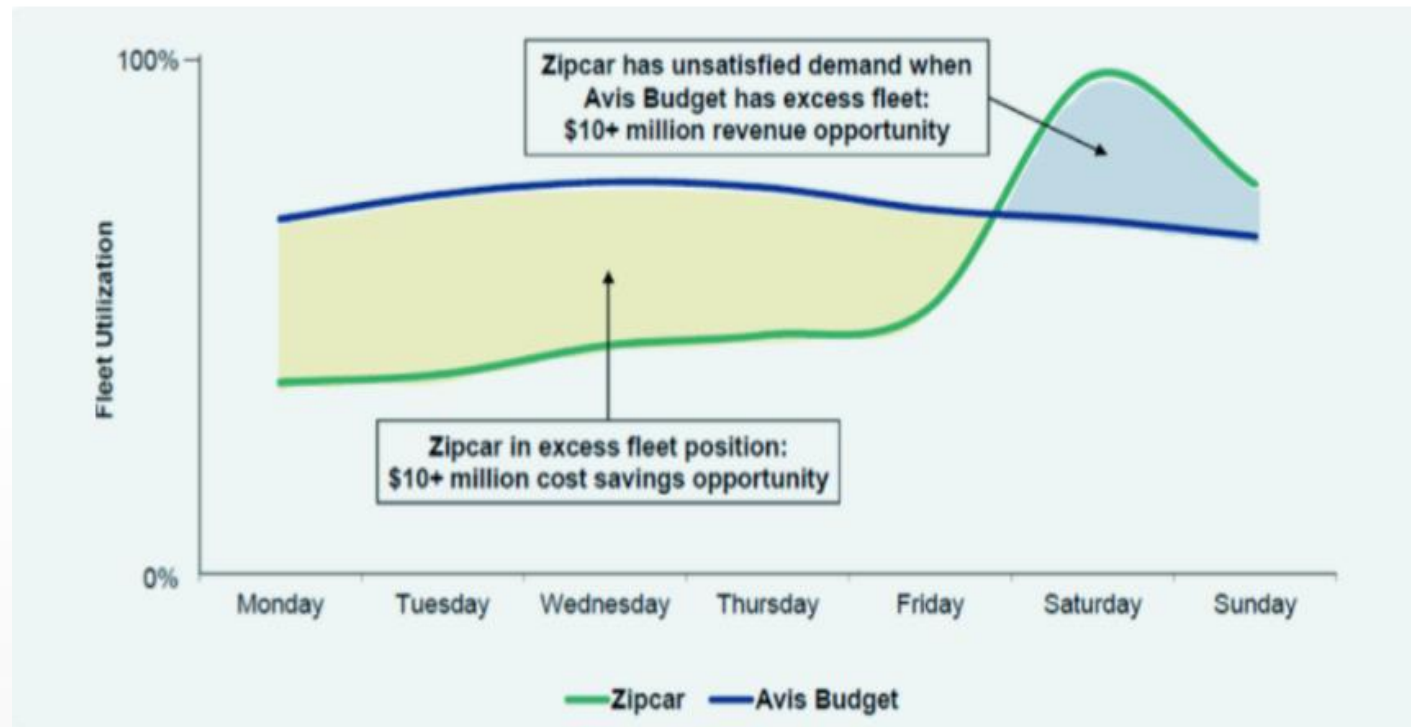 100%
Zipcar has unsatisfied demand when
Avis Budget has excess fleet:
$10+ million revenue opportunity
Fleet Utilization
Zipcar in excess fleet position:
$10+ million cost savings opportunity
0%
Monday Tuesday Wednesday Thursday Friday Saturday Sunday
Zipcar Avis Budget